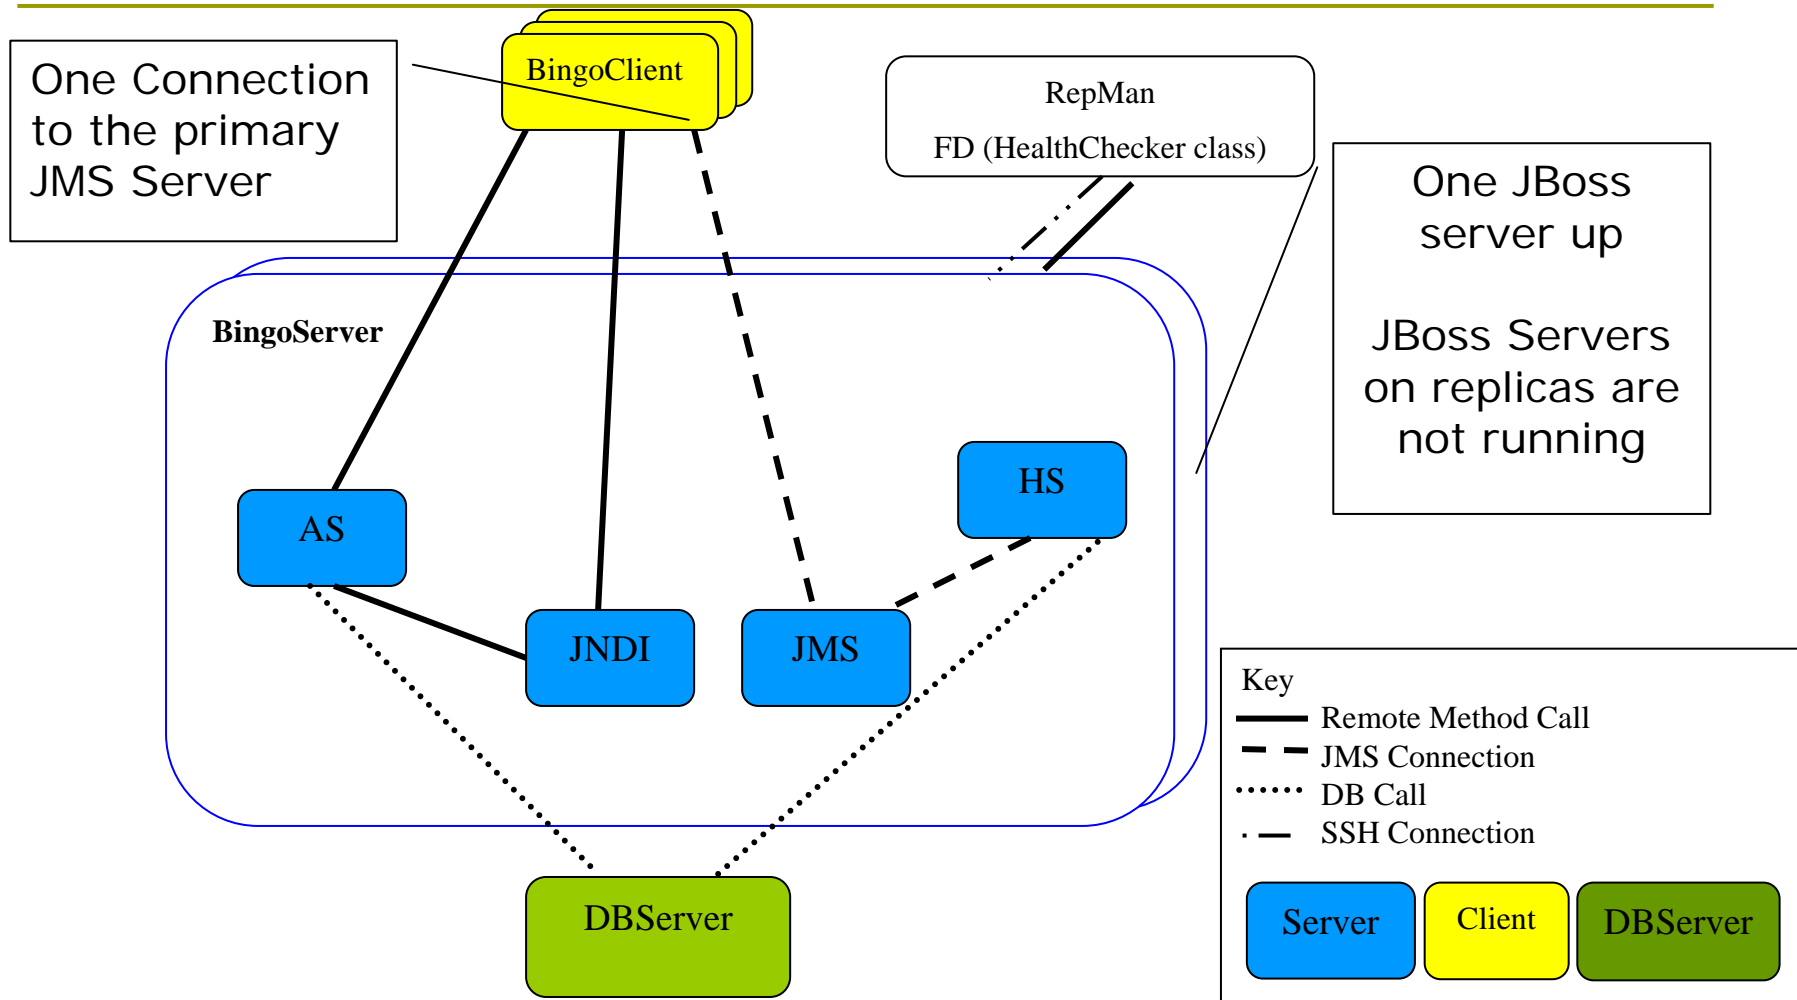 One Connection
to the primary
JMS Server
BingoClient
RepMan
FD (HealthChecker class)
One JBoss
server up
JBoss Servers
on replicas are
not running
BingoServer
HS
AS
JNDI
JMS
DBServer
Key
Remote Method Call
JMS Connection
DB Call
SSH Connection
Server
Client
DBServer